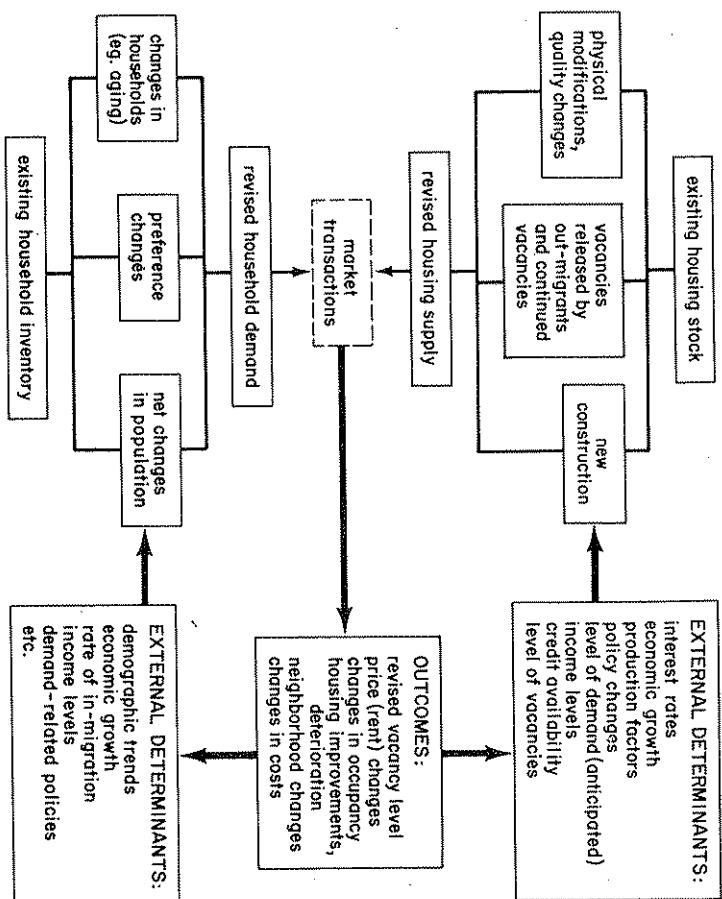 existing housing stock
physical
modifications,
quality changes
vacancies
released by
out-migrants
and continued
vacancies
new
construction
EXTERNAL DETERMINANTS:
interest rates
economic growth
production factors
policy changes
level of demand (anticipated)
income levels
credit availability
level of vacancies
revised housing supply
market
transactions
OUTCOMES:
revised vacancy level
price (rent) changes
changes in occupancy
housing improvements,
deterioration
neighborhood changes
changes in costs
revised household demand
changes in
households
(eg. aging)
preference
changes
net changes
in population
EXTERNAL DETERMINANTS:
demographic trends
economic growth
rate of in-migration
income levels
demand-related policies
etc.
existing household inventory